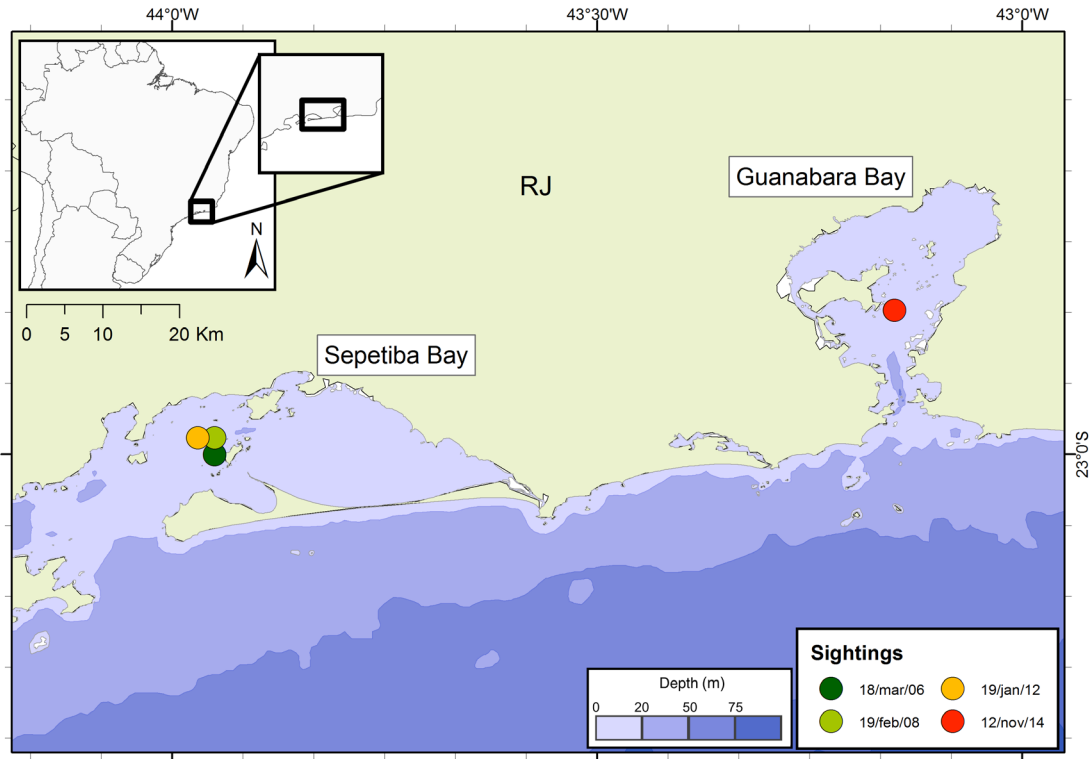 44°0'W 43°30'W 43°0'W
RJ
Guanabara Bay
N
0 5 10 20 Km
Sepetiba Bay
23°0'S
Sightings
18/mar/06 19/jan/12
19/feb/08 12/nov/14
Depth (m)
0 20 50 75